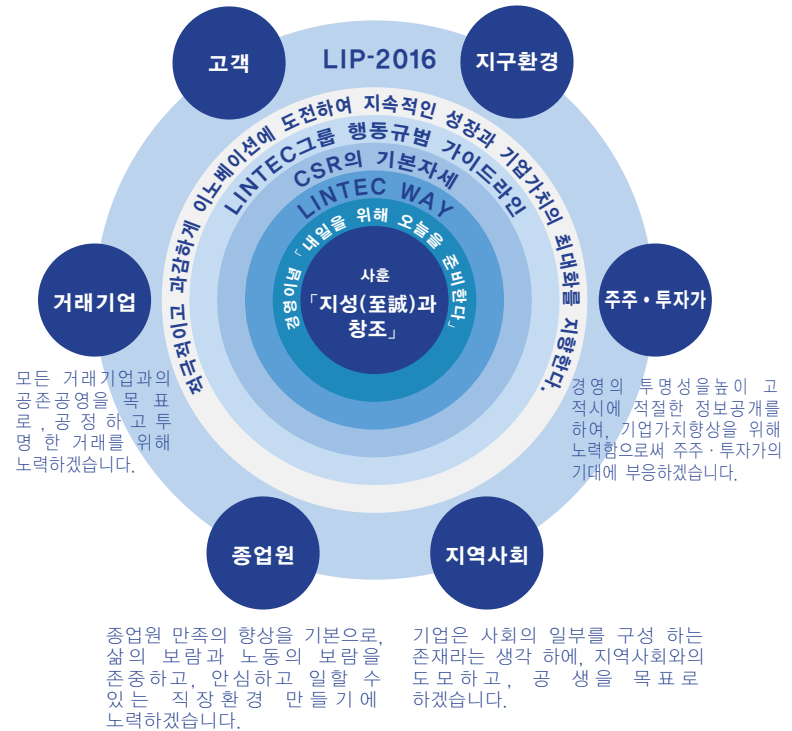 고객
LIP-2016
지구환경
적극적이고 과감하게 이노베이션에 도전하여 지속적인 성장과 기업가치의 최대화를 지향한다.
LINTEC그룹 행동규범 가이드라인
CSR의 기본자세
LINTEC WAY
경영이념 「내일을 위해 오늘을 준비한다」
사훈
「지성(至誠)과
창조」
거래기업
주주·투자가
모든 거래기업과의
공존공영을 목 표
로, 공 정 하 고 투
명 한 거래를 위해
노력하겠습니다.
경영의 투명성을높이 고
적시에 적절한 정보공개를
하여, 기업가치향상을 위해
노력함으로써 주주·투자가의
기대에 부응하겠습니다.
종업원
지역사회
종업원 만족의 향상을 기본으로,
삶의 보람과 노동의 보람을
존중하고, 안심하고 일할 수
있 는 직 장 환 경 만 들 기 에
노력하겠습니다.
기업은 사회의 일부를 구성 하는
존재라는 생각 하에, 지역사회와의
도 모 하 고 , 공 생 을 목 표 로
하겠습니다.